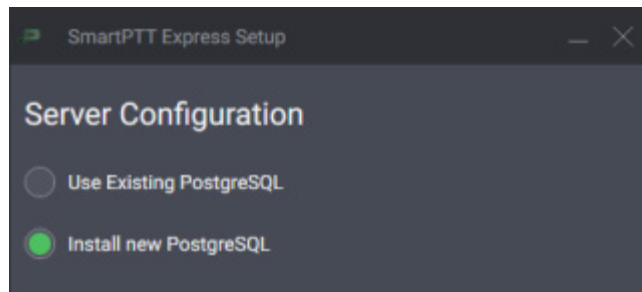 SmartPTT Express Setup
Server Configuration
Use Existing PostgreSQL
Install new PostgreSQL